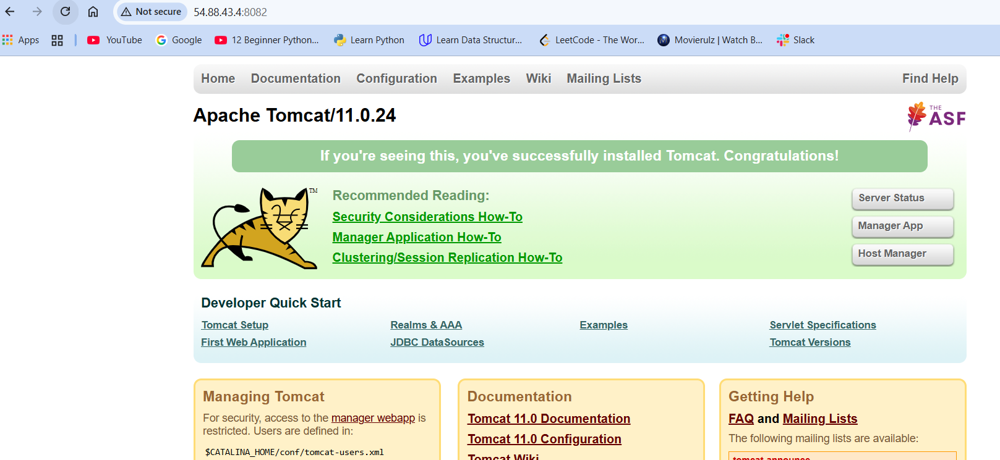 Not secure 54.88.43.4:8082
Apps YouTube Google 12 Beginner Python... Learn Python Learn Data Structur... LeetCode - The Wor... Movierulz | Watch B... Slack
Home Documentation Configuration Examples Wiki Mailing Lists Find Help
Apache Tomcat/11.0.24
THE
ASF
If you're seeing this, you've successfully installed Tomcat. Congratulations!
TM
Recommended Reading:
Security Considerations How-To
Manager Application How-To
Clustering/Session Replication How-To
Server Status
Manager App
Host Manager
Developer Quick Start
Tomcat Setup Realms & AAA Examples Servlet Specifications
First Web Application JDBC DataSources Tomcat Versions
Managing Tomcat
For security, access to the manager webapp is
restricted. Users are defined in:
$CATALINA_HOME/conf/tomcat-users.xml
Documentation
Tomcat 11.0 Documentation
Tomcat 11.0 Configuration
Tomcat Wiki
Getting Help
FAQ and Mailing Lists
The following mailing lists are available:
tomcat-announce